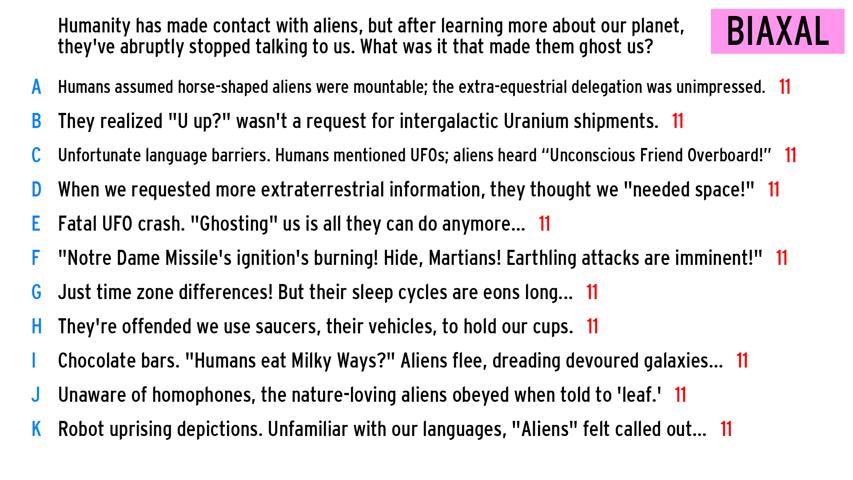 Humanity has made contact with aliens, but after learning more about our planet,
they've abruptly stopped talking to us. What was it that made them ghost us?
BIAXAL
A Humans assumed horse-shaped aliens were mountable; the extra-equestrial delegation was unimpressed. 11
B They realized "U up?" wasn't a request for intergalactic Uranium shipments. 11
C Unfortunate language barriers. Humans mentioned UFOs; aliens heard “Unconscious Friend Overboard!” 11
D When we requested more extraterrestrial information, they thought we "needed space!" 11
E Fatal UFO crash. "Ghosting" us is all they can do anymore... 11
F "Notre Dame Missile's ignition's burning! Hide, Martians! Earthling attacks are imminent!" 11
G Just time zone differences! But their sleep cycles are eons long... 11
H They're offended we use saucers, their vehicles, to hold our cups. 11
I Chocolate bars. "Humans eat Milky Ways?" Aliens flee, dreading devoured galaxies... 11
J Unaware of homophones, the nature-loving aliens obeyed when told to 'leaf.' 11
K Robot uprising depictions. Unfamiliar with our languages, "Aliens" felt called out... 11